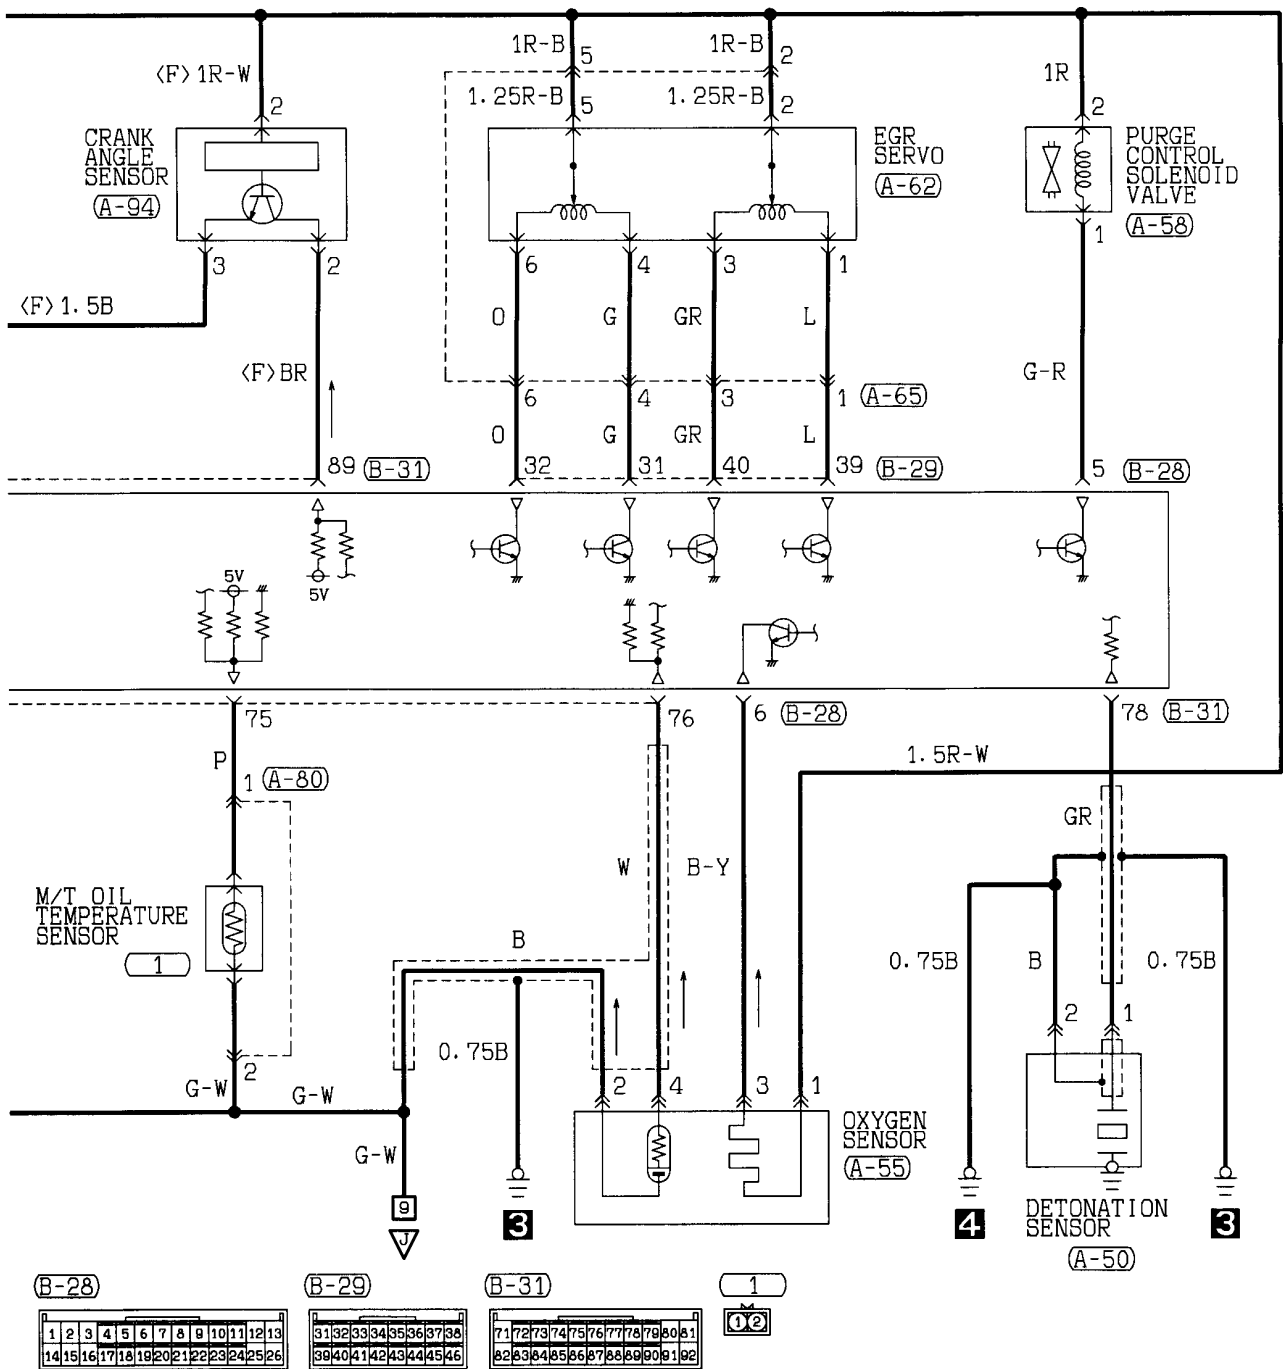 1R-B 5
1R-B 2
〈F〉1R-W
1R
2
1.25R-B 5
1.25R-B 2
2
CRANK
ANGLE
SENSOR
A-94
EGR
SERVO
A-62
PURGE
CONTROL
SOLENOID
VALVE
A-58
3 2
6 4 3 1
1
〈F〉1.5B
O G GR L
〈F〉BR
G-R
6 4 3 1 A-65
O G GR L
89 B-31
32 31 40 39 B-29
5 B-28
5V
5V
75
76
6 B-28
78 B-31
P
1 A-80
1.5R-W
GR
W
B-Y
M/T OIL
TEMPERATURE
SENSOR
1
B
0.75B
B
0.75B
2 1
0.75B
2
G-W
G-W
2 4 3 1
OXYGEN
SENSOR
A-55
G-W
9
J
3
4
DETONATION
SENSOR
A-50
3
B-28
B-29
B-31
1
1 2 3 4 5 6 7 8 9 10 11 12 13
14 15 16 17 18 19 20 21 22 23 24 25 26
31 32 33 34 35 36 37 38
39 40 41 42 43 44 45 46
71 72 73 74 75 76 77 78 79 80 81
82 83 84 85 86 87 88 89 90 91 92
1 2